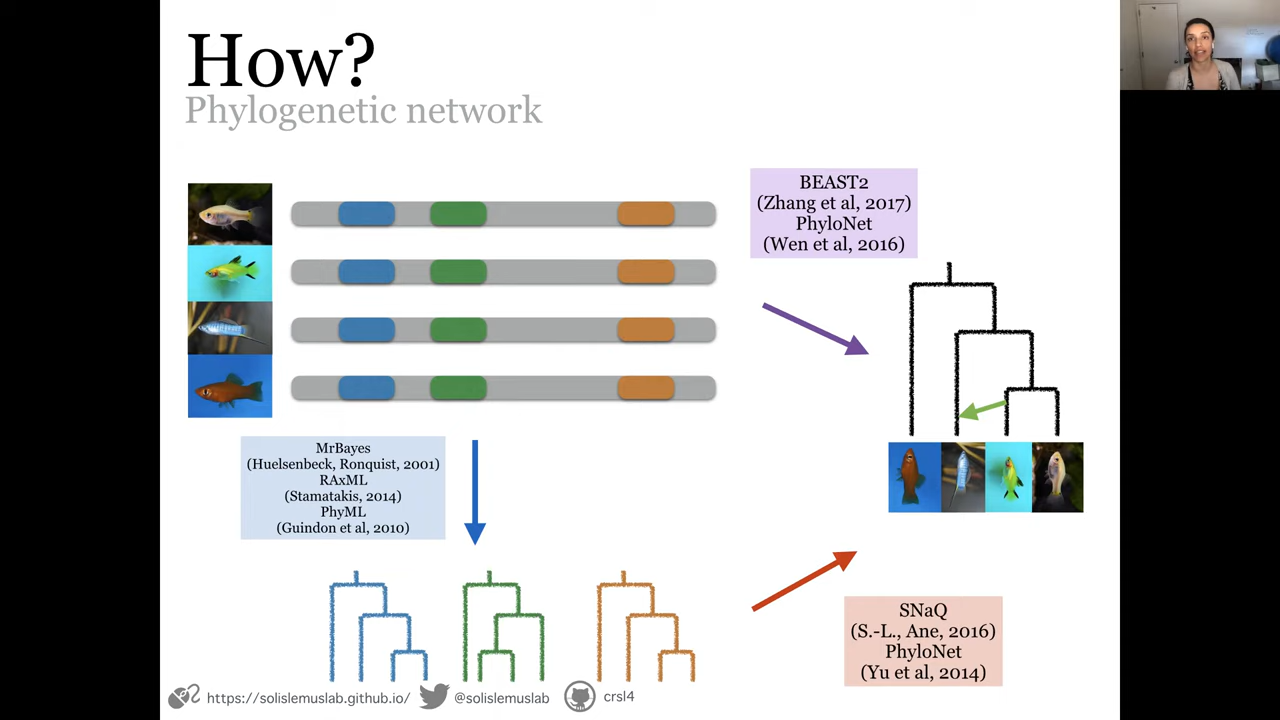 How?
Phylogenetic network
BEAST2
(Zhang et al, 2017)
PhyloNet
(Wen et al, 2016)
MrBayes
(Huelsenbeck, Ronquist, 2001)
RAxML
(Stamatakis, 2014)
PhyML
(Guindon et al, 2010)
SNaQ
(S.-L., Ane, 2016)
PhyloNet
(Yu et al, 2014)
https://solislemuslab.github.io/ @solislemuslab crsl4